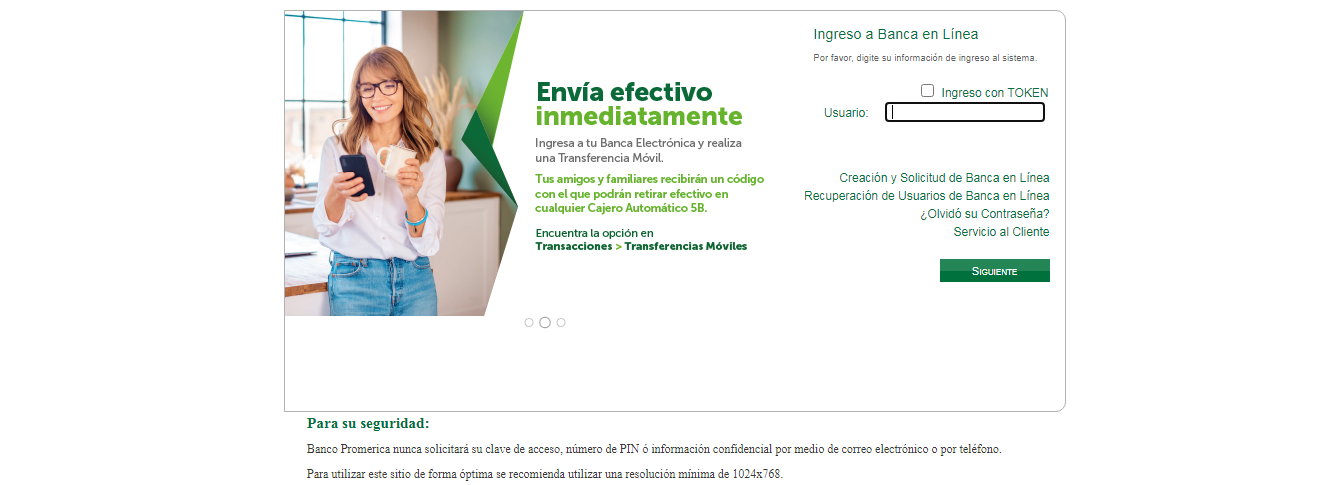 Envía efectivo
inmediatamente
Ingresa a tu Banca Electrónica y realiza
una Transferencia Móvil.
Tus amigos y familiares recibirán un código
con el que podrán retirar efectivo en
cualquier Cajero Automático 5B.
Encuentra la opción en
Transacciones > Transferencias Móviles
Ingreso a Banca en Línea
Por favor, digite su información de ingreso al sistema.
Ingreso con TOKEN
Usuario:
Creación y Solicitud de Banca en Línea
Recuperación de Usuarios de Banca en Línea
¿Olvidó su Contraseña?
Servicio al Cliente
SIGUIENTE
Para su seguridad:
Banco Promerica nunca solicitará su clave de acceso, número de PIN ó información confidencial por medio de correo electrónico o por teléfono.
Para utilizar este sitio de forma óptima se recomienda utilizar una resolución mínima de 1024x768.